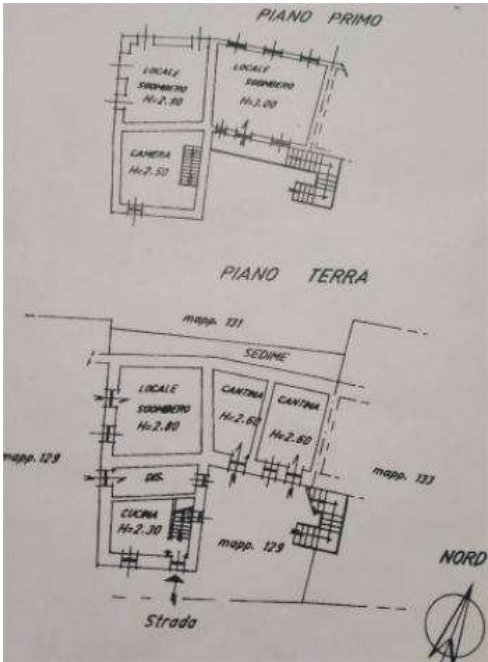 PIANO PRIMO
LOCALE
SGOMBERO
H=2.90
LOCALE
SGOMBERO
H=3.00
CAMERA
H=2.50
PIANO TERRA
mapp. 131
SEDIME
LOCALE
SGOMBERO
H=2.80
CANTINA
H=2.60
CANTINA
H=2.60
mapp. 129
mapp. 133
DIS.
CUCINA
H=2.30
mapp. 129
NORD
Strada